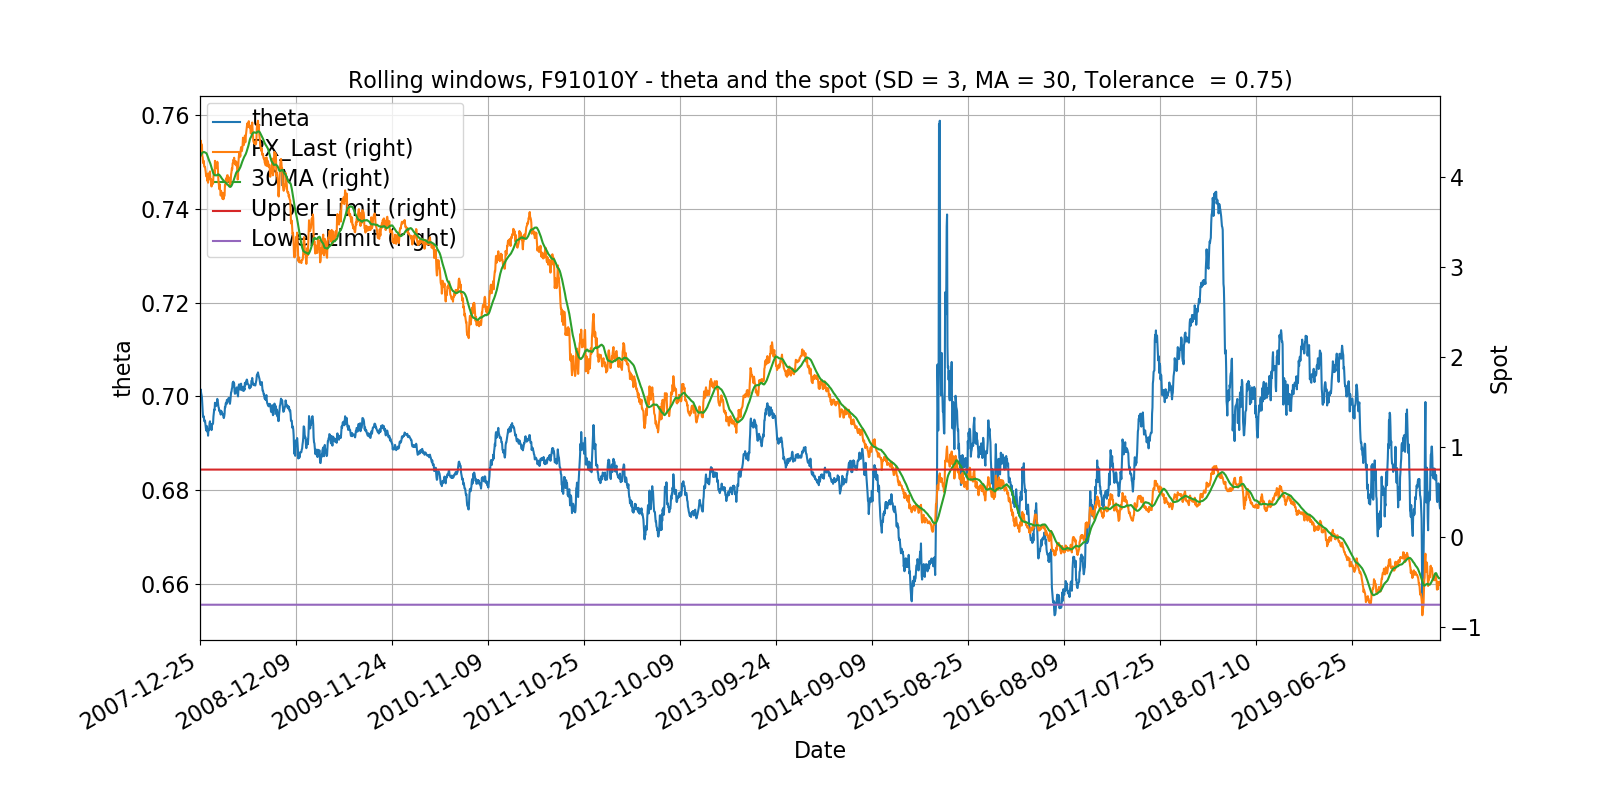 Rolling windows, F91010Y - theta and the spot (SD = 3, MA = 30, Tolerance  = 0.75)
theta
PX_Last (right)
30MA (right)
Upper Limit (right)
Lower Limit (right)
0.76
0.74
0.72
0.70
0.68
0.66
theta
4
3
2
1
0
−1
Spot
2007-12-25
2008-12-09
2009-11-24
2010-11-09
2011-10-25
2012-10-09
2013-09-24
2014-09-09
2015-08-25
2016-08-09
2017-07-25
2018-07-10
2019-06-25
Date